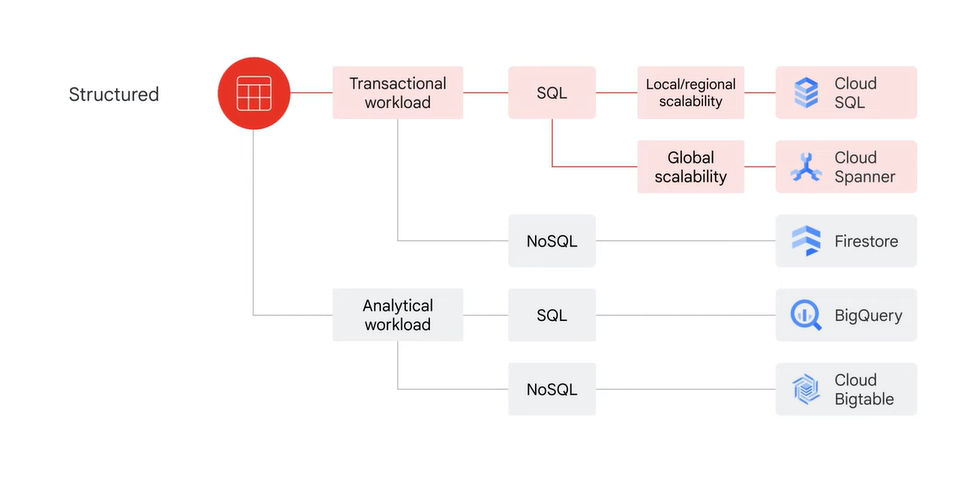 Structured
Transactional
workload
SQL
Local/regional
scalability
Cloud
SQL
Global
scalability
Cloud
Spanner
NoSQL
Firestore
Analytical
workload
SQL
BigQuery
NoSQL
Cloud
Bigtable